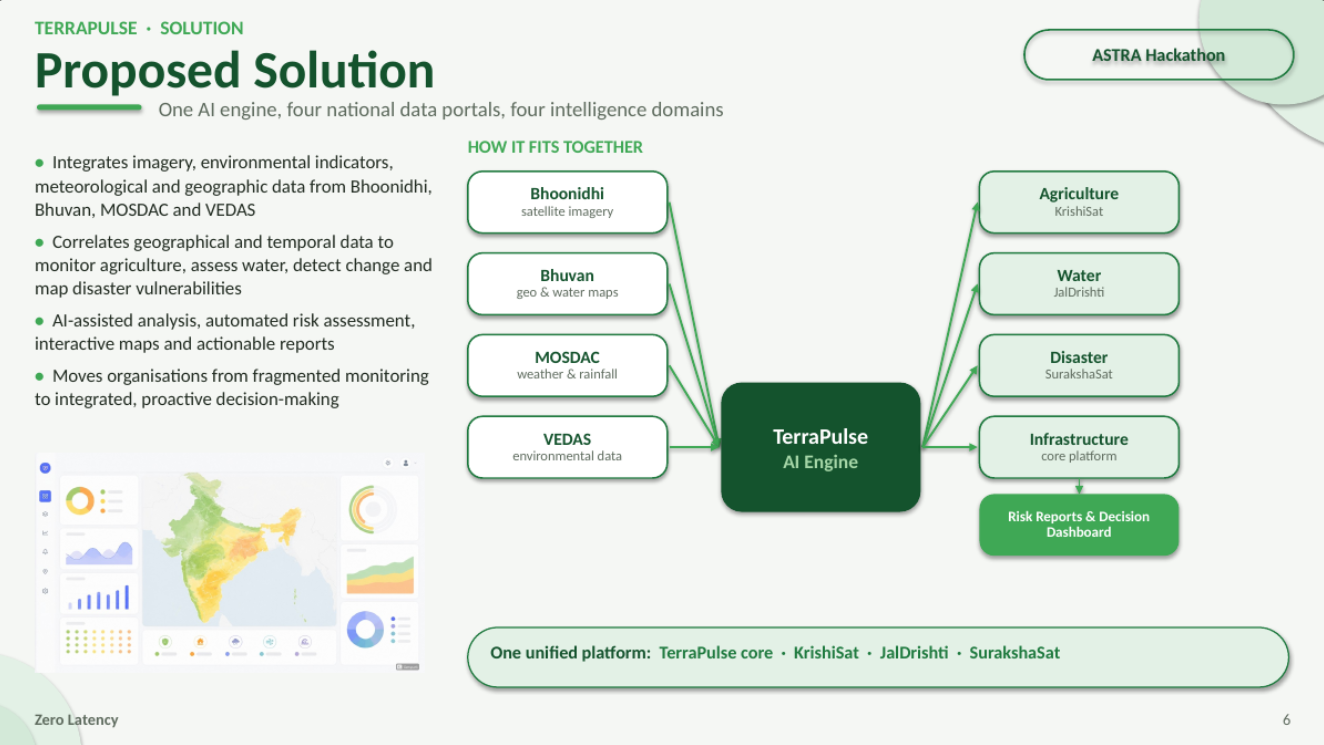 TERRAPULSE · SOLUTION
Proposed Solution
One AI engine, four national data portals, four intelligence domains
ASTRA Hackathon
• Integrates imagery, environmental indicators,
meteorological and geographic data from Bhoonidhi,
Bhuvan, MOSDAC and VEDAS
• Correlates geographical and temporal data to
monitor agriculture, assess water, detect change and
map disaster vulnerabilities
• AI-assisted analysis, automated risk assessment,
interactive maps and actionable reports
• Moves organisations from fragmented monitoring
to integrated, proactive decision-making
HOW IT FITS TOGETHER
Bhoonidhi
satellite imagery
Bhuvan
geo & water maps
MOSDAC
weather & rainfall
VEDAS
environmental data
TerraPulse
AI Engine
Agriculture
KrishiSat
Water
JalDrishti
Disaster
SurakshaSat
Infrastructure
core platform
Risk Reports & Decision
Dashboard
One unified platform: TerraPulse core · KrishiSat · JalDrishti · SurakshaSat
Zero Latency
6